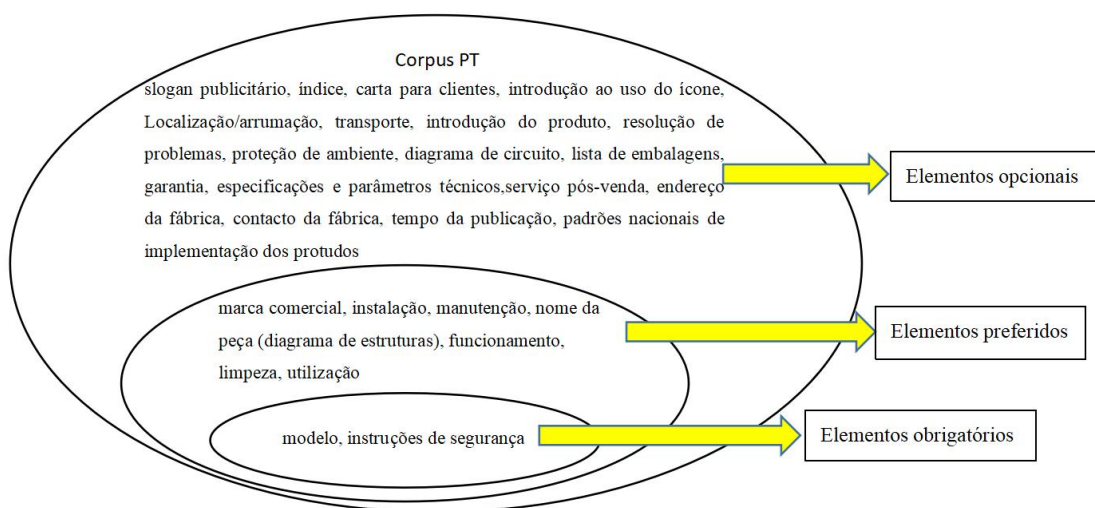 Corpus PT
slogan publicitário, índice, carta para clientes, introdução ao uso do ícone,
Localização/arrumação, transporte, introdução do produto, resolução de
problemas, proteção de ambiente, diagrama de circuito, lista de embalagens,
garantia, especificações e parâmetros técnicos,serviço pós-venda, endereço
da fábrica, contacto da fábrica, tempo da publicação, padrões nacionais de
implementação dos protudos
Elementos opcionais
marca comercial, instalação, manutenção, nome da
peça (diagrama de estruturas), funcionamento,
limpeza, utilização
Elementos preferidos
modelo, instruções de segurança
Elementos obrigatórios